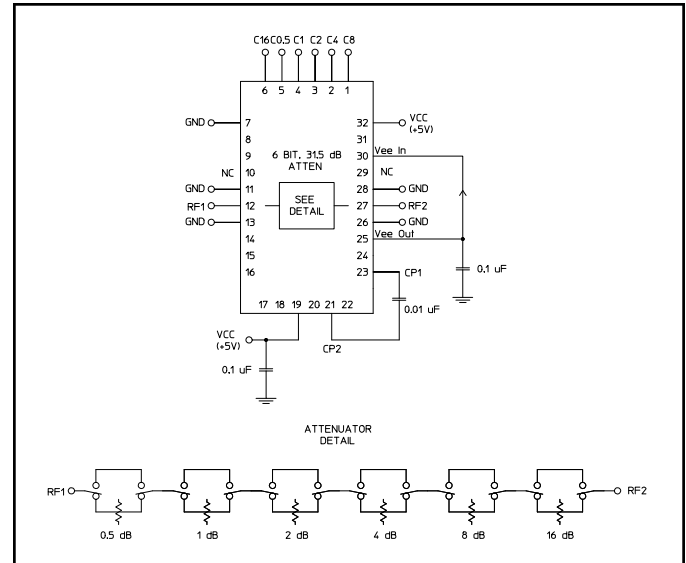 C16 C0.5 C1 C2 C4 C8
6 5 4 3 2 1
GND 7 32 VCC
(+5V)
8 31
9 6 BIT, 31.5 dB 30 Vee In
NC 10 ATTEN 29 NC
GND 11 28 GND
RF1 12 SEE 27 RF2
DETAIL
GND 13 26 GND
14 25 Vee Out
15 24
16 23 CP1
0.1 uF
0.01 uF
17 18 19 20 21 22
VCC
(+5V)
CP2
0.1 uF
ATTENUATOR
DETAIL
RF1 RF2
0.5 dB 1 dB 2 dB 4 dB 8 dB 16 dB